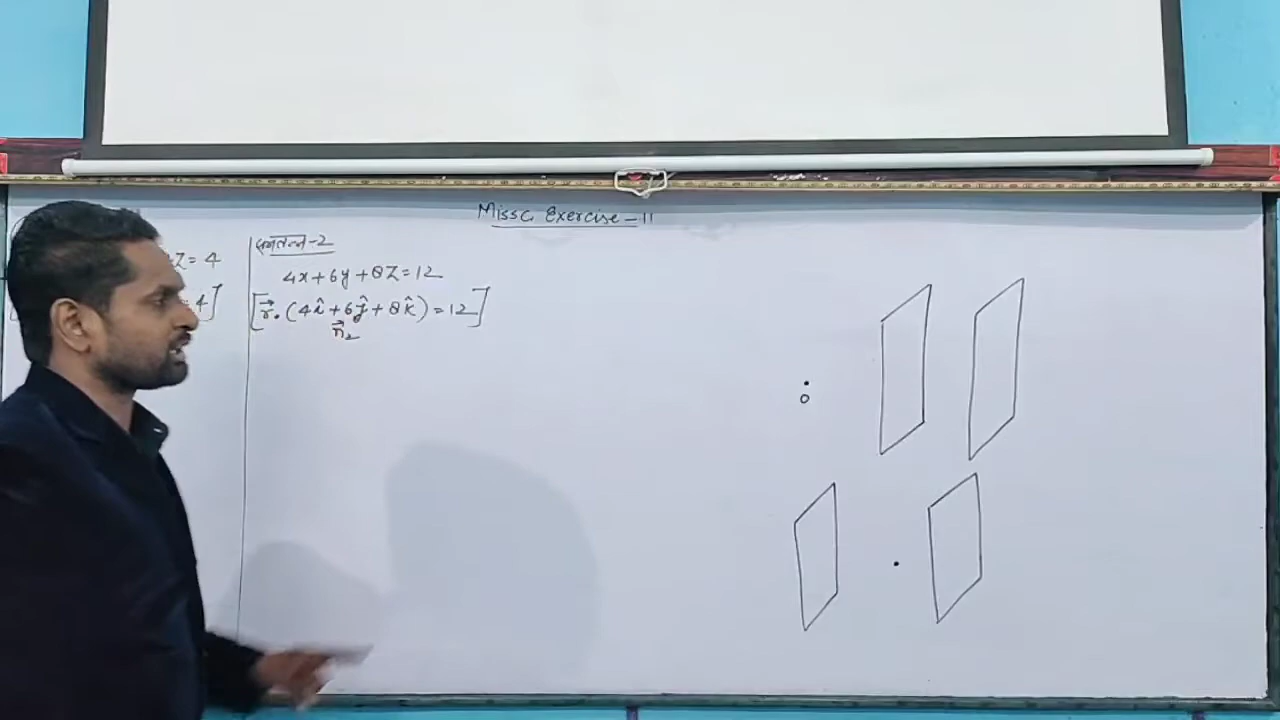 Missc Exercise-11
Z=4
4]
समतल-2
4x+6y+8Z=12
[r⃗.(4î+6ĵ+8k̂)=12]
n⃗₂
o